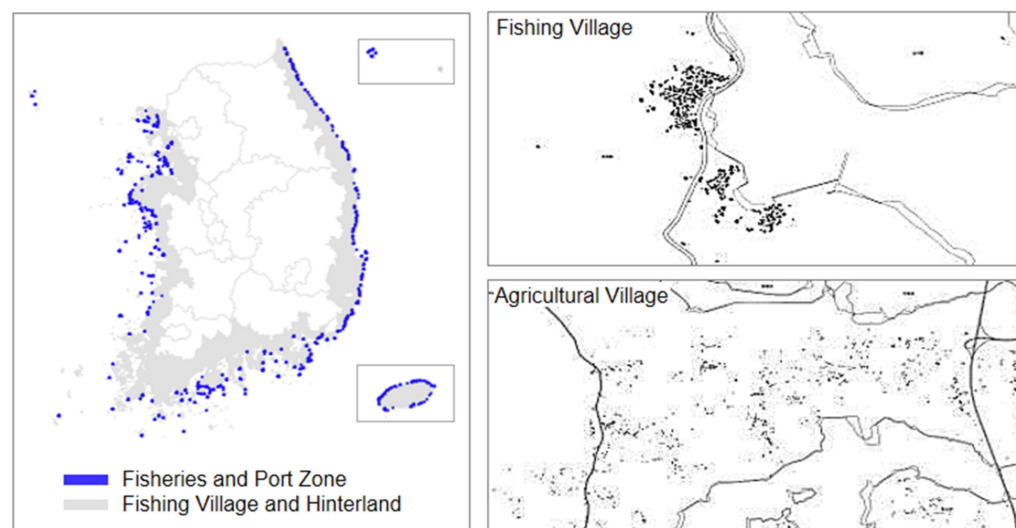 Fisheries and Port Zone
Fishing Village and Hinterland
Fishing Village
Agricultural Village